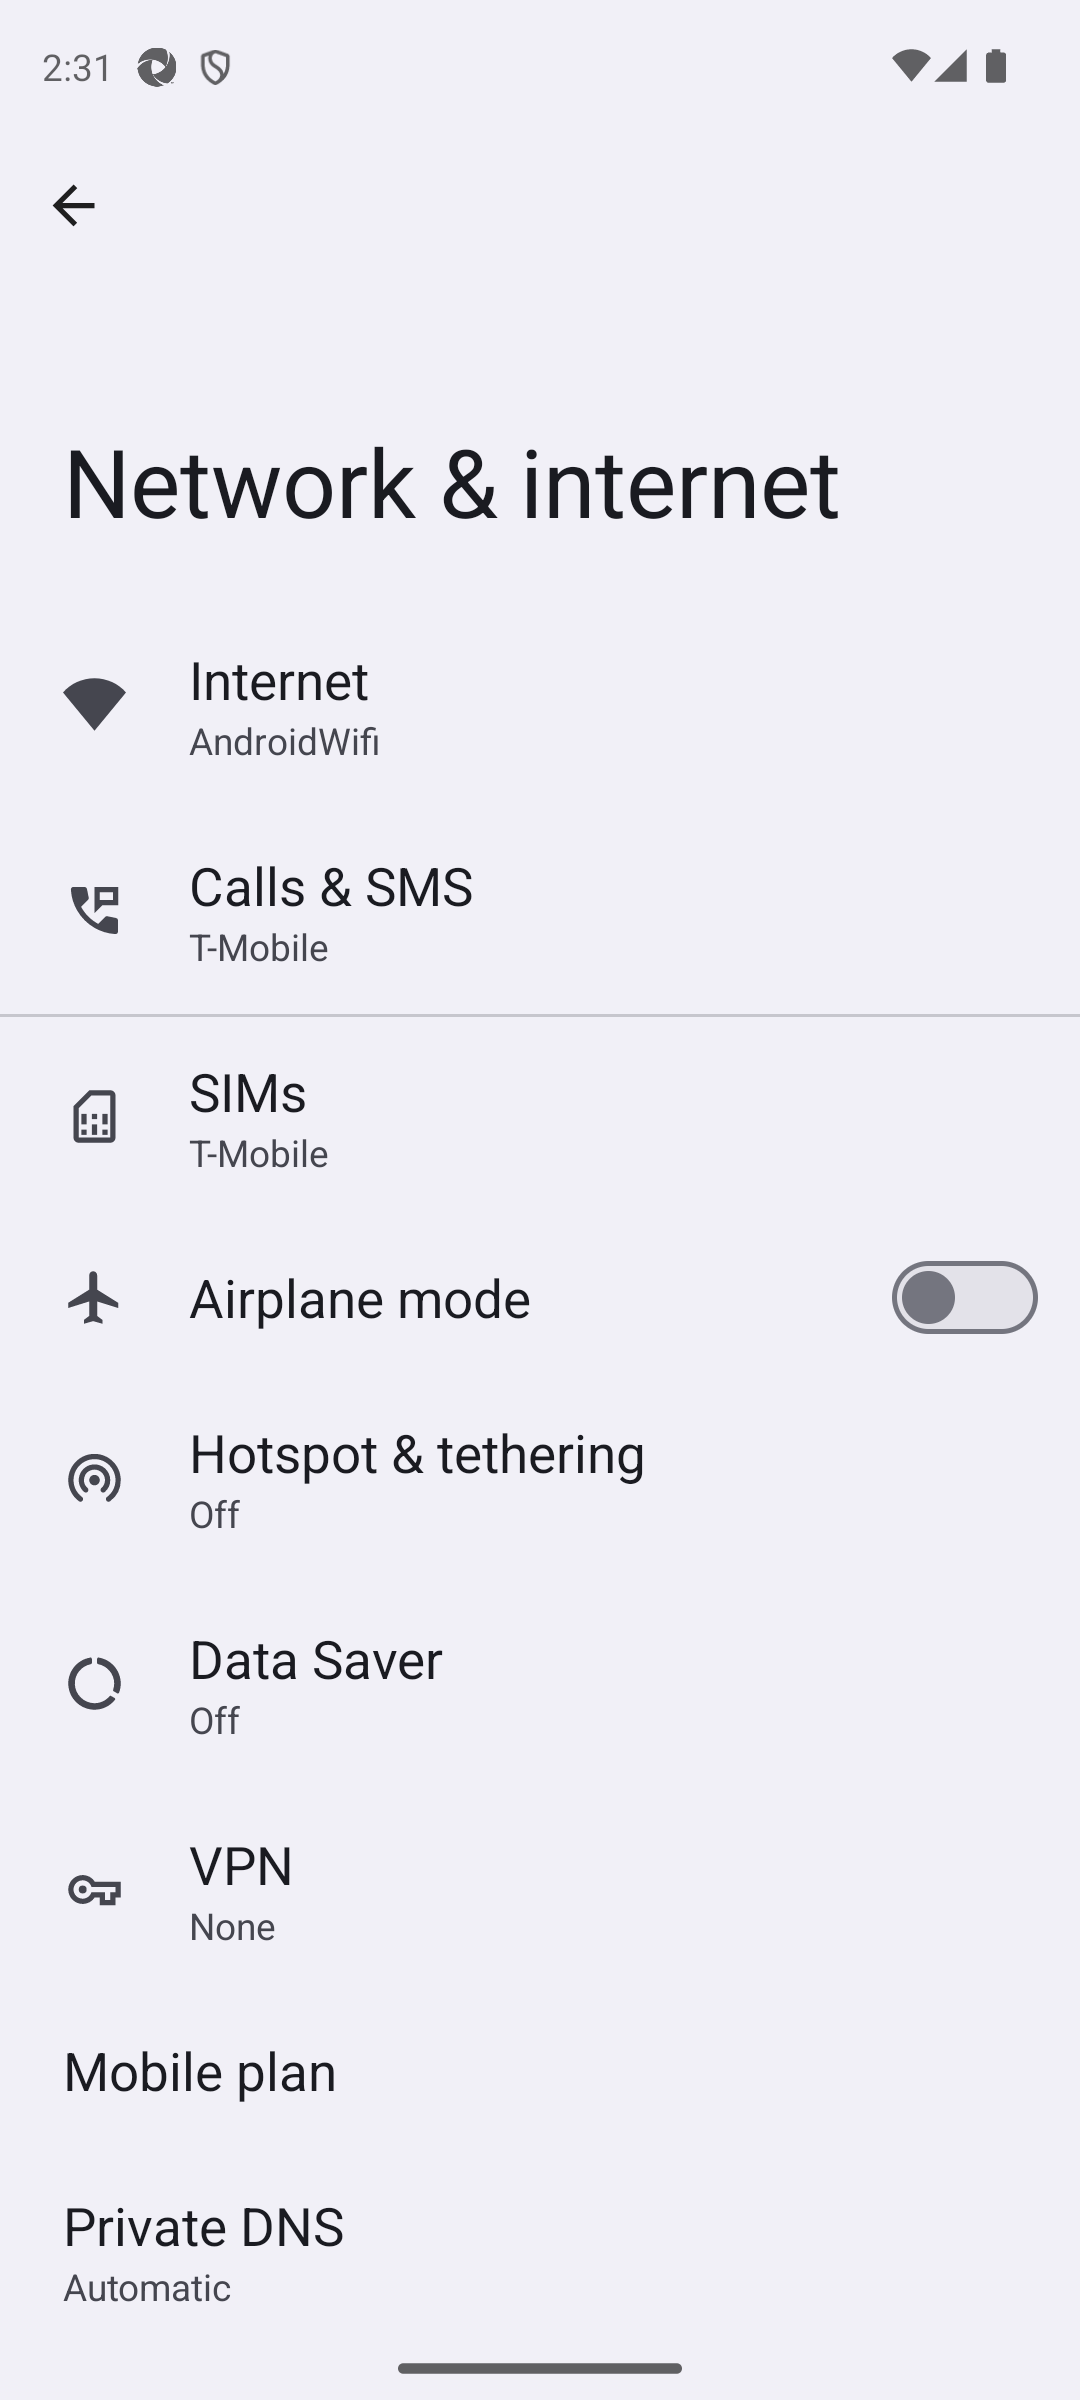 2:31
Network & internet
Internet
AndroidWifi
Calls & SMS
T-Mobile
SIMs
T-Mobile
Airplane mode
Hotspot & tethering
Off
Data Saver
Off
VPN
None
Mobile plan
Private DNS
Automatic